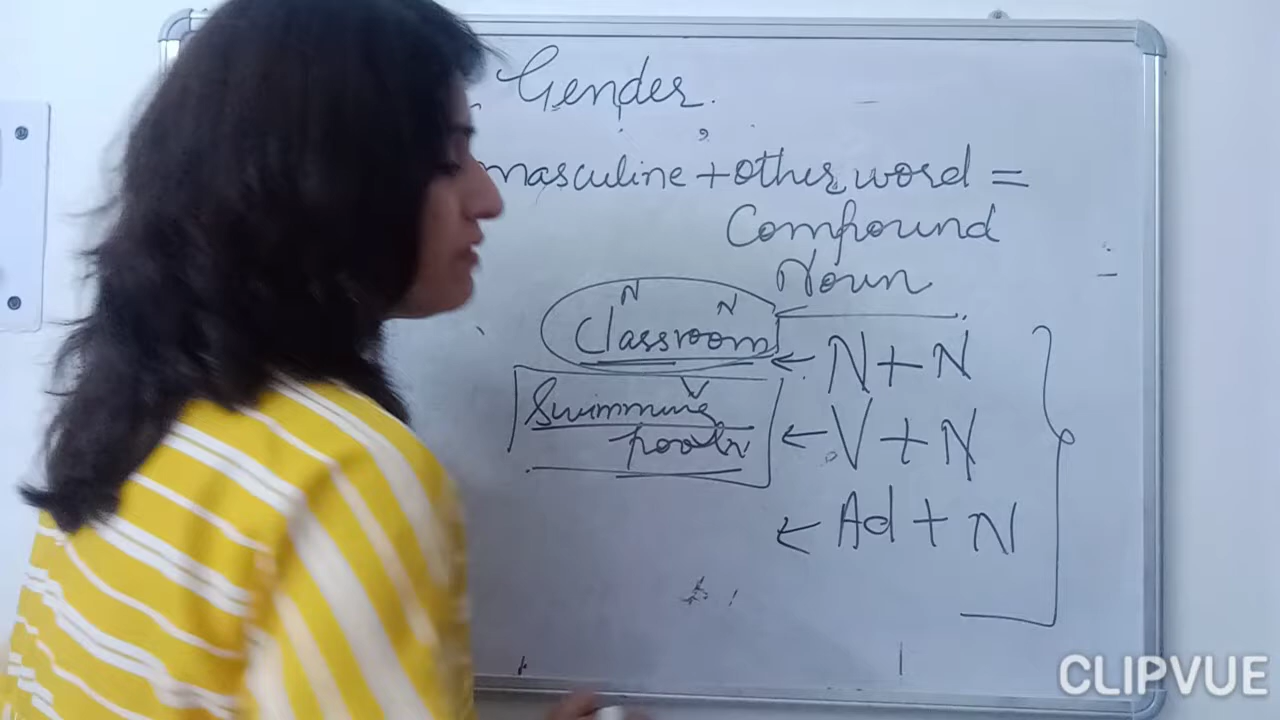 Gender.
masculine + other word =
Compound
Noun
N N
Classroom
← N + N
Swimming V
pool N
← V + N
← Ad + N
CLIPVUE